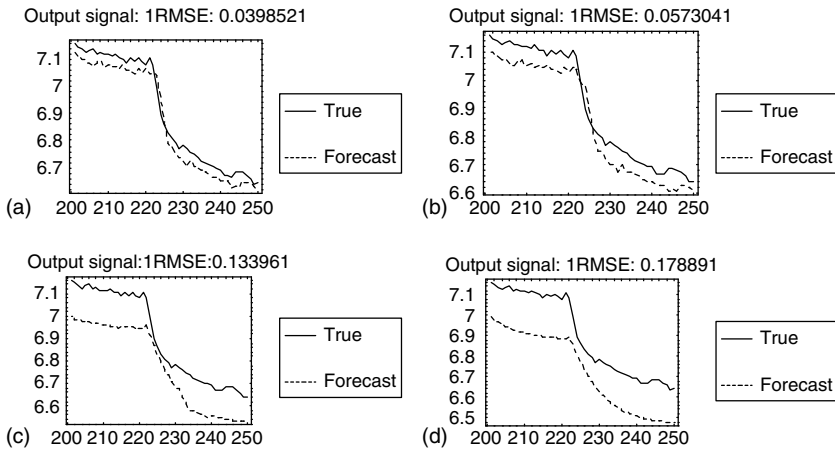 Output signal: 1RMSE: 0.0398521
7.1
7
6.9
6.8
6.7
200 210 220 230 240 250
True
Forecast
(a)
Output signal: 1RMSE: 0.0573041
7.1
7
6.9
6.8
6.7
6.6
200 210 220 230 240 250
True
Forecast
(b)
Output signal:1RMSE:0.133961
7.1
7
6.9
6.8
6.7
6.6
200 210 220 230 240 250
True
Forecast
(c)
Output signal: 1RMSE: 0.178891
7.1
7
6.9
6.8
6.7
6.6
6.5
200 210 220 230 240 250
True
Forecast
(d)